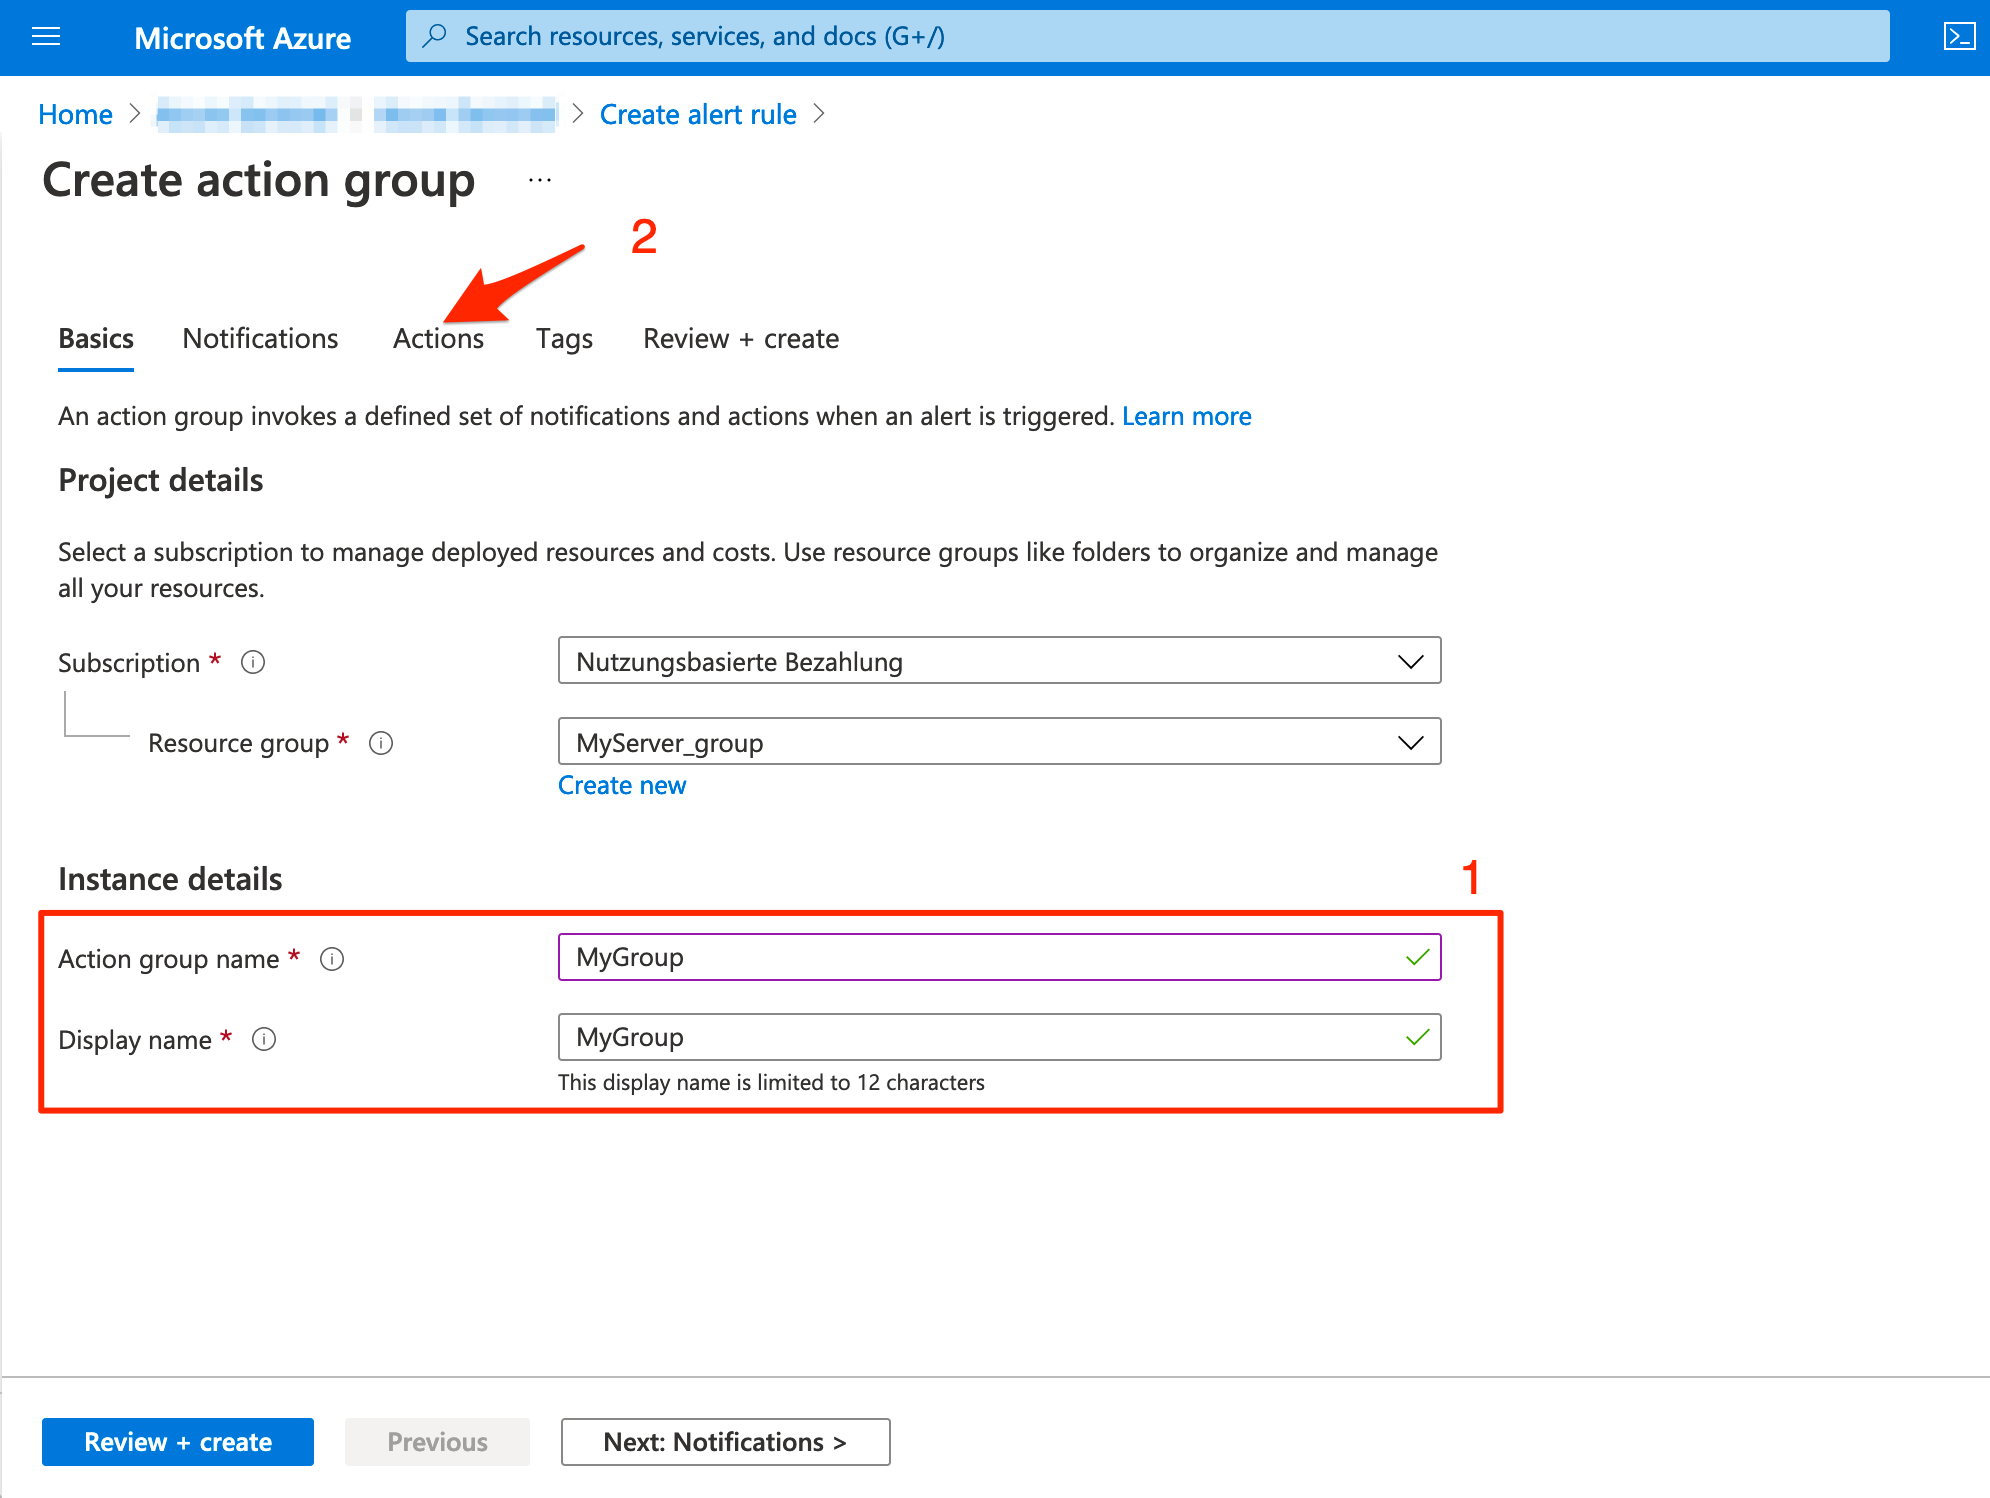 Microsoft Azure
Search resources, services, and docs (G+/)
Home > > Create alert rule >
Create action group ...
2
Basics Notifications Actions Tags Review + create
An action group invokes a defined set of notifications and actions when an alert is triggered. Learn more
Project details
Select a subscription to manage deployed resources and costs. Use resource groups like folders to organize and manage
all your resources.
Subscription * Nutzungsbasierte Bezahlung
Resource group * MyServer_group
Create new
Instance details
1
Action group name * MyGroup
Display name * MyGroup
This display name is limited to 12 characters
Review + create Previous Next: Notifications >